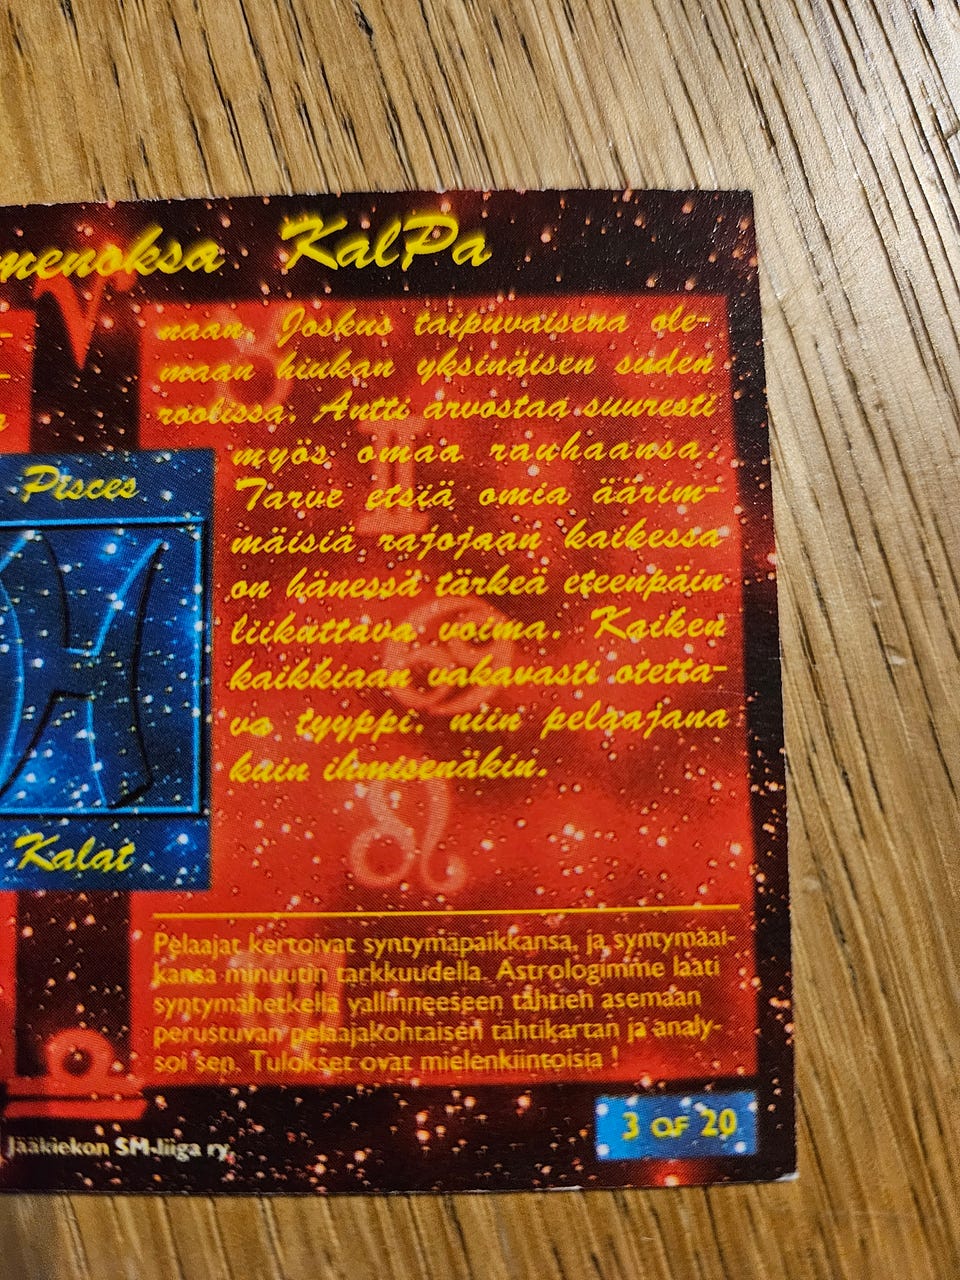 menoksa KalPa
naan. Joskus taipuvaisena ole-
maan hiukan yksinäisen suden
roolissa. Antti arvostaa suuresti
myös omaa rauhaansa.
Tarve etsiä omia äärim-
mäisiä rajojaan kaikessa
on hänessä tärkeä eteenpäin
liikuttava voima. Kaiken
kaikkiaan vakavasti otetta-
va tyyppi, niin pelaajana
kuin ihmisenäkin.
Pisces
Kalat
Pelaajat kertoivat syntymäpaikkansa, ja syntymäai-
kansa minuutin tarkkuudella. Astrologimme laati
syntymähetkellä vallinneeseen tähtien asemaan
perustuvan pelaajakohtaisen tähtikartan ja analy-
soi sen. Tulokset ovat mielenkiintoisia !
3 OF 20
Jääkiekon SM-liiga ry.